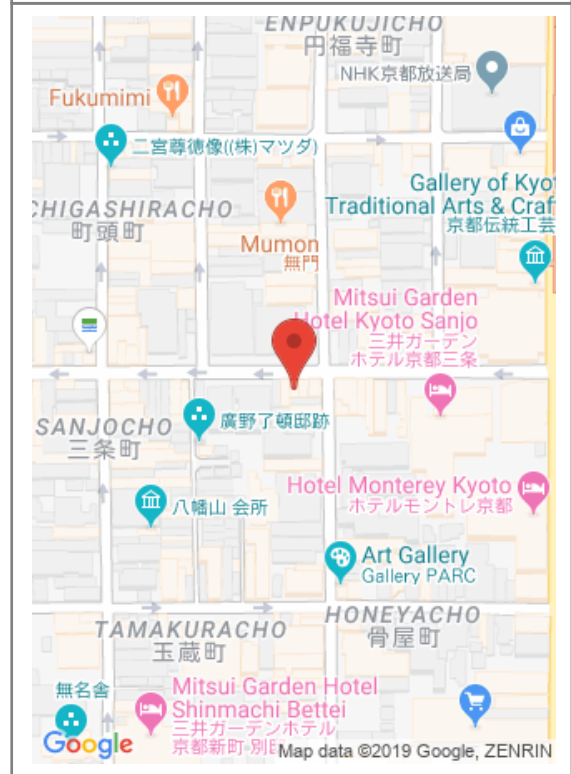 ENPUKUJICHO
円福寺町
NHK京都放送局
Fukumimi
二宮尊徳像((株)マツダ)
Gallery of Kyo
Traditional Arts & Craf
京都伝統工芸
CHIGASHIRACHO
町頭町
Mumon
無門
Mitsui Garden
Hotel Kyoto Sanjo
三井ガーデン
ホテル京都三条
SANJOCHO
三条町
廣野了頓邸跡
八幡山 会所
Hotel Monterey Kyoto
ホテルモントレ京都
Art Gallery
Gallery PARC
TAMAKURACHO
玉蔵町
HONEYACHO
骨屋町
無名舎
Mitsui Garden Hotel
Shinmachi Bettei
三井ガーデンホテル
京都新町 別
Google
Map data ©2019 Google, ZENRIN